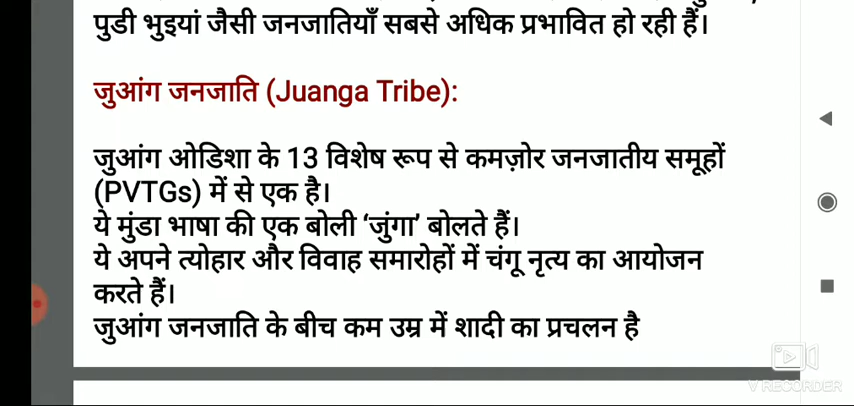 पुडी भुइयां जैसी जनजातियाँ सबसे अधिक प्रभावित हो रही हैं।
जुआंग जनजाति (Juanga Tribe):
जुआंग ओडिशा के 13 विशेष रूप से कमज़ोर जनजातीय समूहों
(PVTGs) में से एक है।
ये मुंडा भाषा की एक बोली ‘जुंगा’ बोलते हैं।
ये अपने त्योहार और विवाह समारोहों में चंगू नृत्य का आयोजन
करते हैं।
जुआंग जनजाति के बीच कम उम्र में शादी का प्रचलन है
V RECORDER